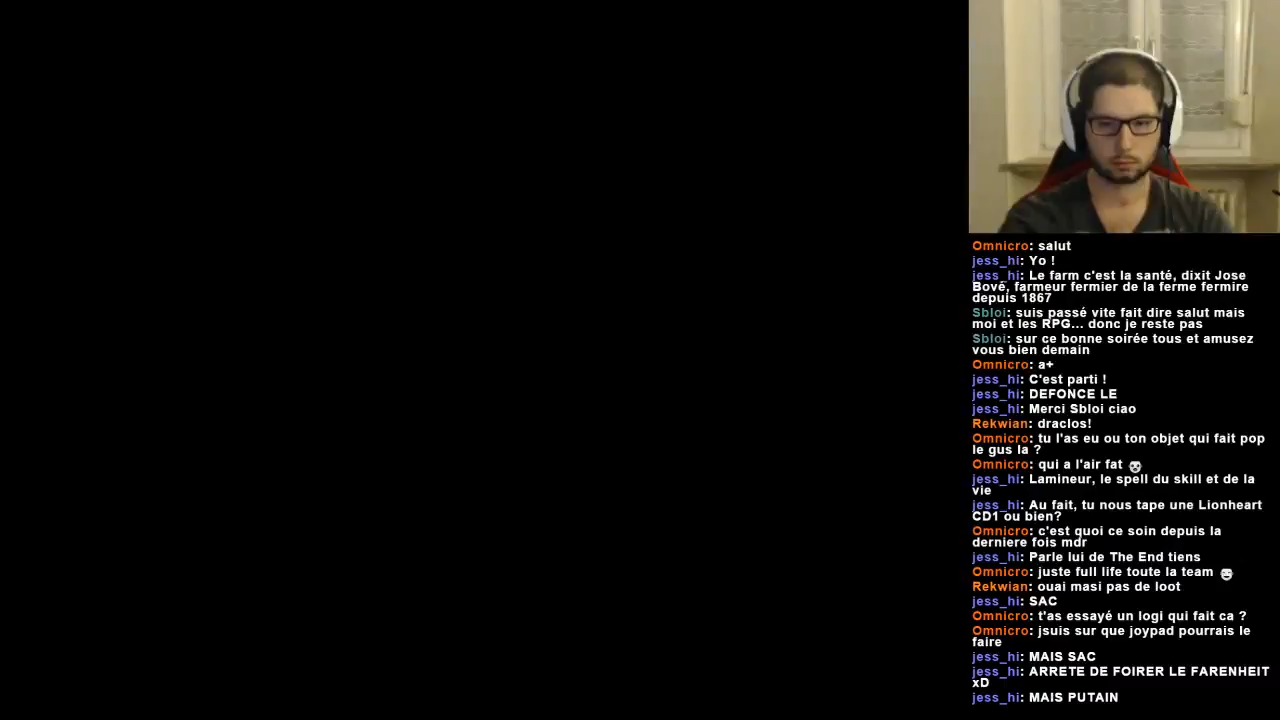 Omnicro: salut
jess_hi: Yo !
jess_hi: Le farm c'est la santé, dixit Jose
Bové, farmeur fermier de la ferme fermire
depuis 1867
Sbloi: suis passé vite fait dire salut mais
moi et les RPG... donc je reste pas
Sbloi: sur ce bonne soirée tous et amusez
vous bien demain
Omnicro: a+
jess_hi: C'est parti !
jess_hi: DEFONCE LE
jess_hi: Merci Sbloi ciao
Rekwian: draclos!
Omnicro: tu l'as eu ou ton objet qui fait pop
le gus la ?
Omnicro: qui a l'air fat
jess_hi: Lamineur, le spell du skill et de la
vie
jess_hi: Au fait, tu nous tape une Lionheart
CD1 ou bien?
Omnicro: c'est quoi ce soin depuis la
derniere fois mdr
jess_hi: Parle lui de The End tiens
Omnicro: juste full life toute la team
Rekwian: ouai masi pas de loot
jess_hi: SAC
Omnicro: t'as essayé un logi qui fait ca ?
Omnicro: jsuis sur que joypad pourrais le
faire
jess_hi: MAIS SAC
jess_hi: ARRETE DE FOIRER LE FARENHEIT
xD
jess_hi: MAIS PUTAIN